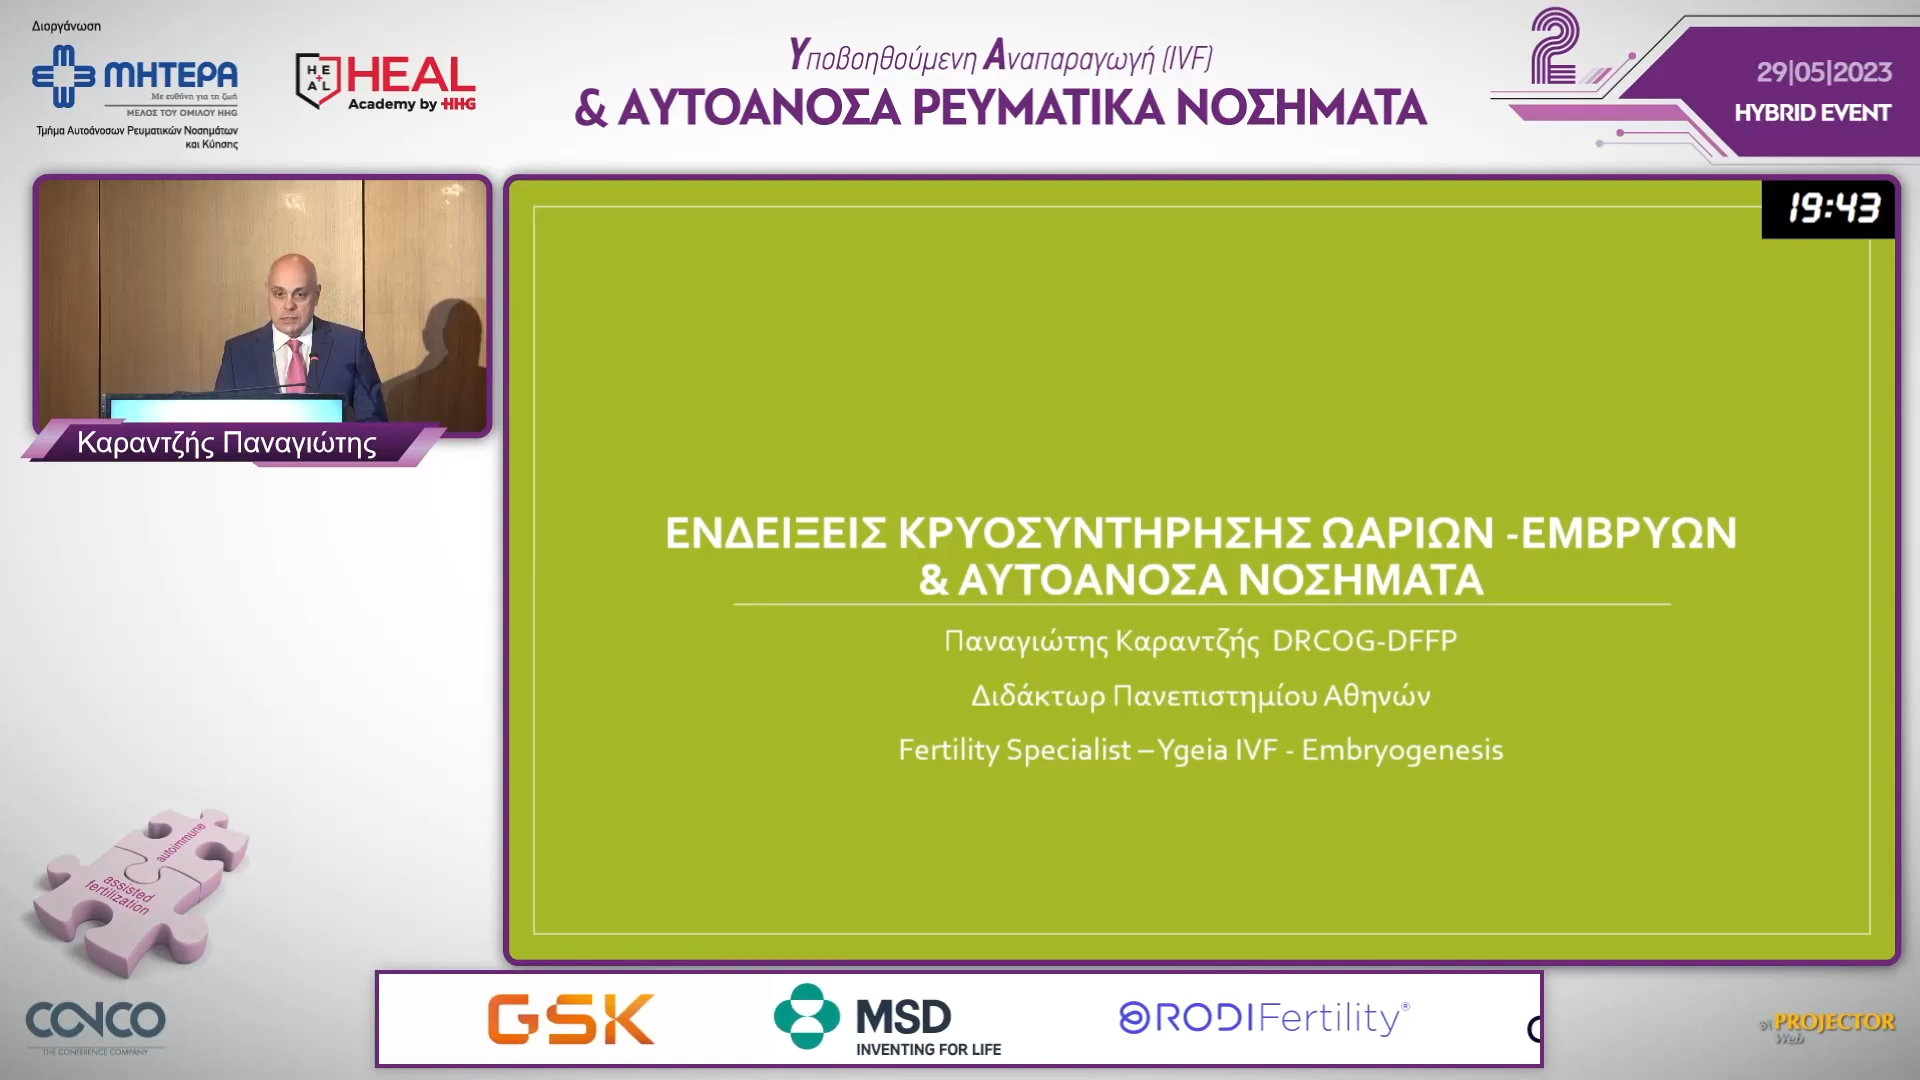 Διοργάνωση
ΜΗΤΕΡΑ
Με ευθύνη για τη ζωή
ΜΕΛΟΣ ΤΟΥ ΟΜΙΛΟΥ HHG
Τμήμα Αυτοάνοσων Ρευματικών Νοσημάτων
και Κύησης
HE
AL
HEAL
Academy by HHG
Υποβοηθούμενη Αναπαραγωγή (IVF)
& ΑΥΤΟΑΝΟΣΑ ΡΕΥΜΑΤΙΚΑ ΝΟΣΗΜΑΤΑ
2
29|05|2023
HYBRID EVENT
19:43
Καραντζής Παναγιώτης
ΕΝΔΕΙΞΕΙΣ ΚΡΥΟΣΥΝΤΗΡΗΣΗΣ ΩΑΡΙΩΝ -ΕΜΒΡΥΩΝ
& ΑΥΤΟΑΝΟΣΑ ΝΟΣΗΜΑΤΑ
Παναγιώτης Καραντζής DRCOG-DFFP
Διδάκτωρ Πανεπιστημίου Αθηνών
Fertility Specialist – Ygeia IVF - Embryogenesis
autoimmune
assisted
fertilization
CONCO
THE CONFERENCE COMPANY
GSK
MSD
INVENTING FOR LIFE
RODIFertility®
PROJECTOR
Web